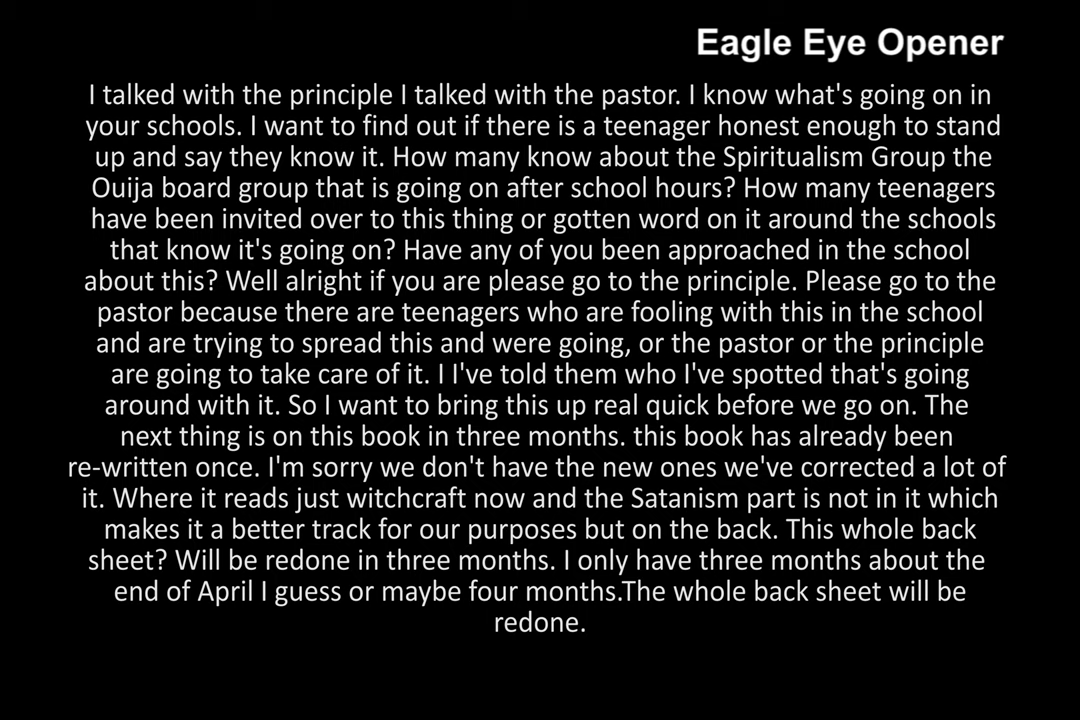 Eagle Eye Opener
I talked with the principle I talked with the pastor. I know what's going on in
your schools. I want to find out if there is a teenager honest enough to stand
up and say they know it. How many know about the Spiritualism Group the
Ouija board group that is going on after school hours? How many teenagers
have been invited over to this thing or gotten word on it around the schools
that know it's going on? Have any of you been approached in the school
about this? Well alright if you are please go to the principle. Please go to the
pastor because there are teenagers who are fooling with this in the school
and are trying to spread this and were going, or the pastor or the principle
are going to take care of it. I I've told them who I've spotted that's going
around with it. So I want to bring this up real quick before we go on. The
next thing is on this book in three months. this book has already been
re-written once. I'm sorry we don't have the new ones we've corrected a lot of
it. Where it reads just witchcraft now and the Satanism part is not in it which
makes it a better track for our purposes but on the back. This whole back
sheet? Will be redone in three months. I only have three months about the
end of April I guess or maybe four months.The whole back sheet will be
redone.